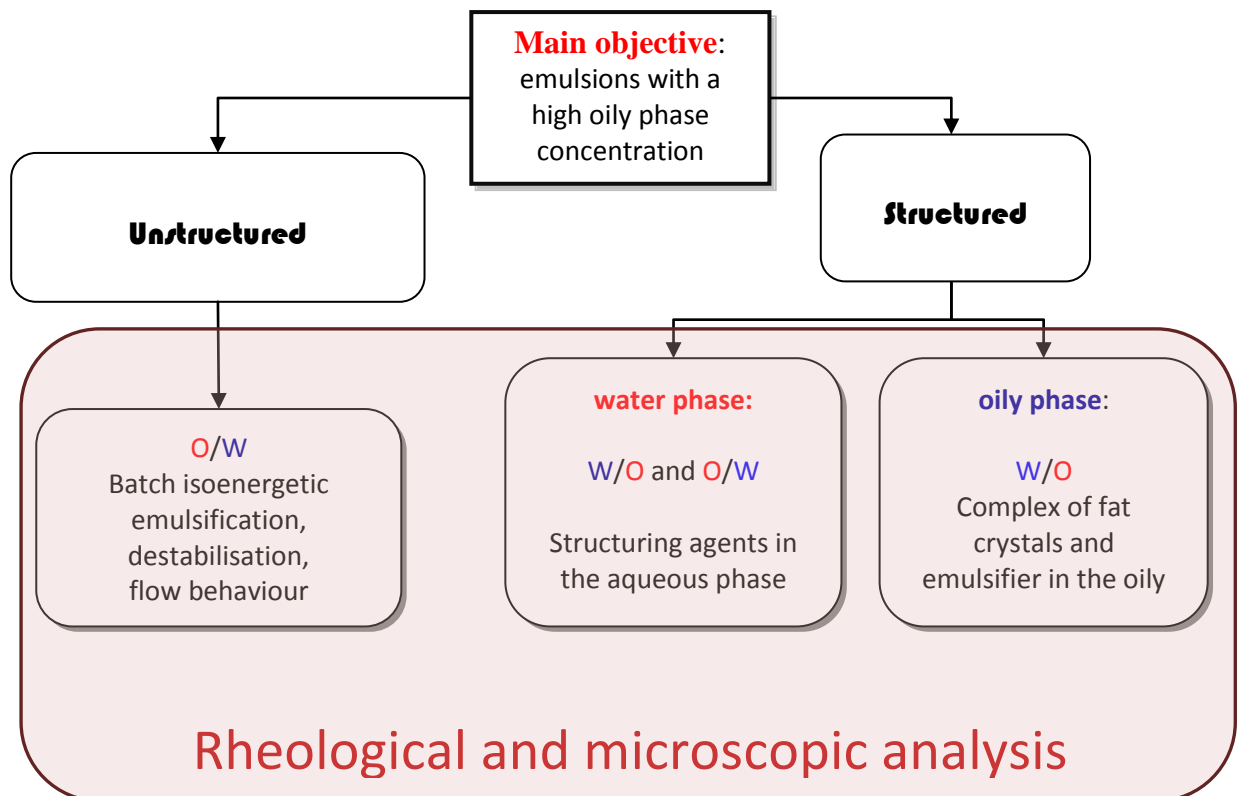 Main objective:
emulsions with a
high oily phase
concentration
Unstructured
Structured
O/W
Batch isoenergetic
emulsification,
destabilisation,
flow behaviour
water phase:
W/O and O/W
Structuring agents in
the aqueous phase
oily phase:
W/O
Complex of fat
crystals and
emulsifier in the oily
Rheological and microscopic analysis